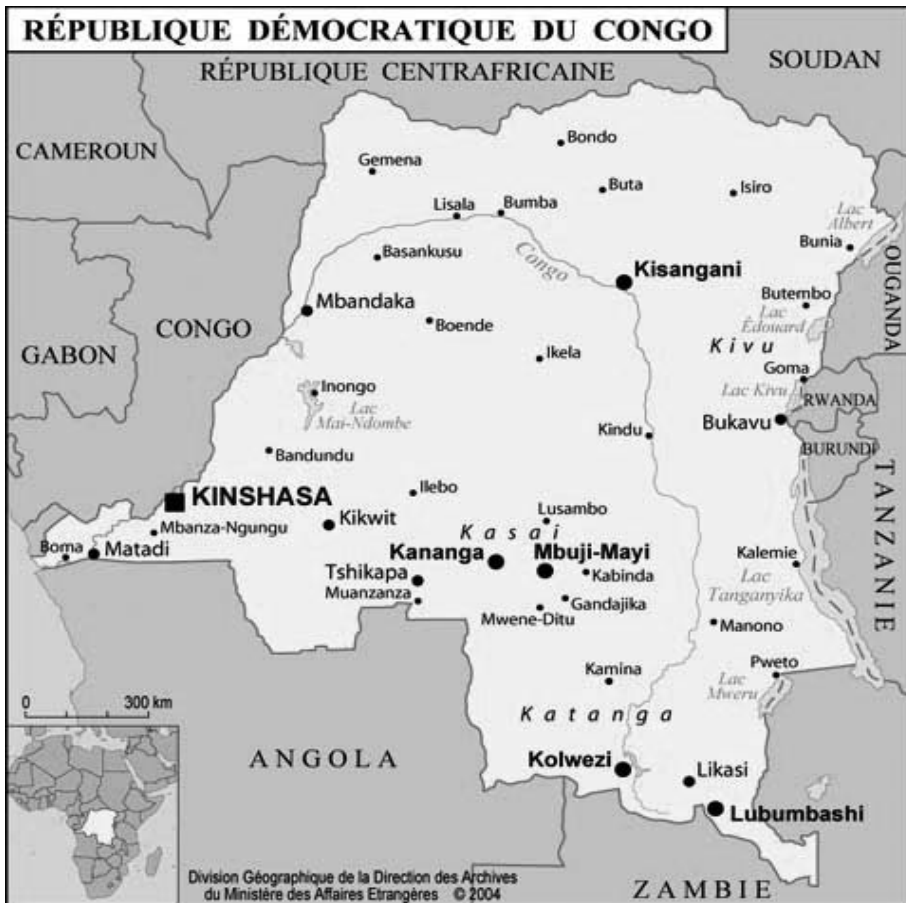 RÉPUBLIQUE DÉMOCRATIQUE DU CONGO
SOUDAN
RÉPUBLIQUE CENTRAFRICAINE
CAMEROUN
Bondo
Gemena
Buta
Isiro
Lisala
Bumba
Lac
Albert
Bunia
Basankusu
Congo
Kisangani
OUGANDA
Mbandaka
Butembo
CONGO
Boende
Lac
Édouard
Kivu
GABON
Ikela
Goma
Inongo
Lac Kivu
RWANDA
Lac
Mai-Ndombe
Bukavu
Kindu
BURUNDI
Bandundu
TANZANIE
Ilebo
KINSHASA
Lusambo
Mbanza-Ngungu
Kikwit
Kasai
Boma
Matadi
Kananga
Mbuji-Mayi
Kalemie
Tshikapa
Kabinda
Lac
Tanganyika
Muanzanza
Gandajika
Mwene-Ditu
Manono
Kamina
Pweto
Lac
Mweru
0 300 km
Katanga
ANGOLA
Kolwezi
Likasi
Lubumbashi
Division Géographique de la Direction des Archives
du Ministère des Affaires Etrangères © 2004
ZAMBIE